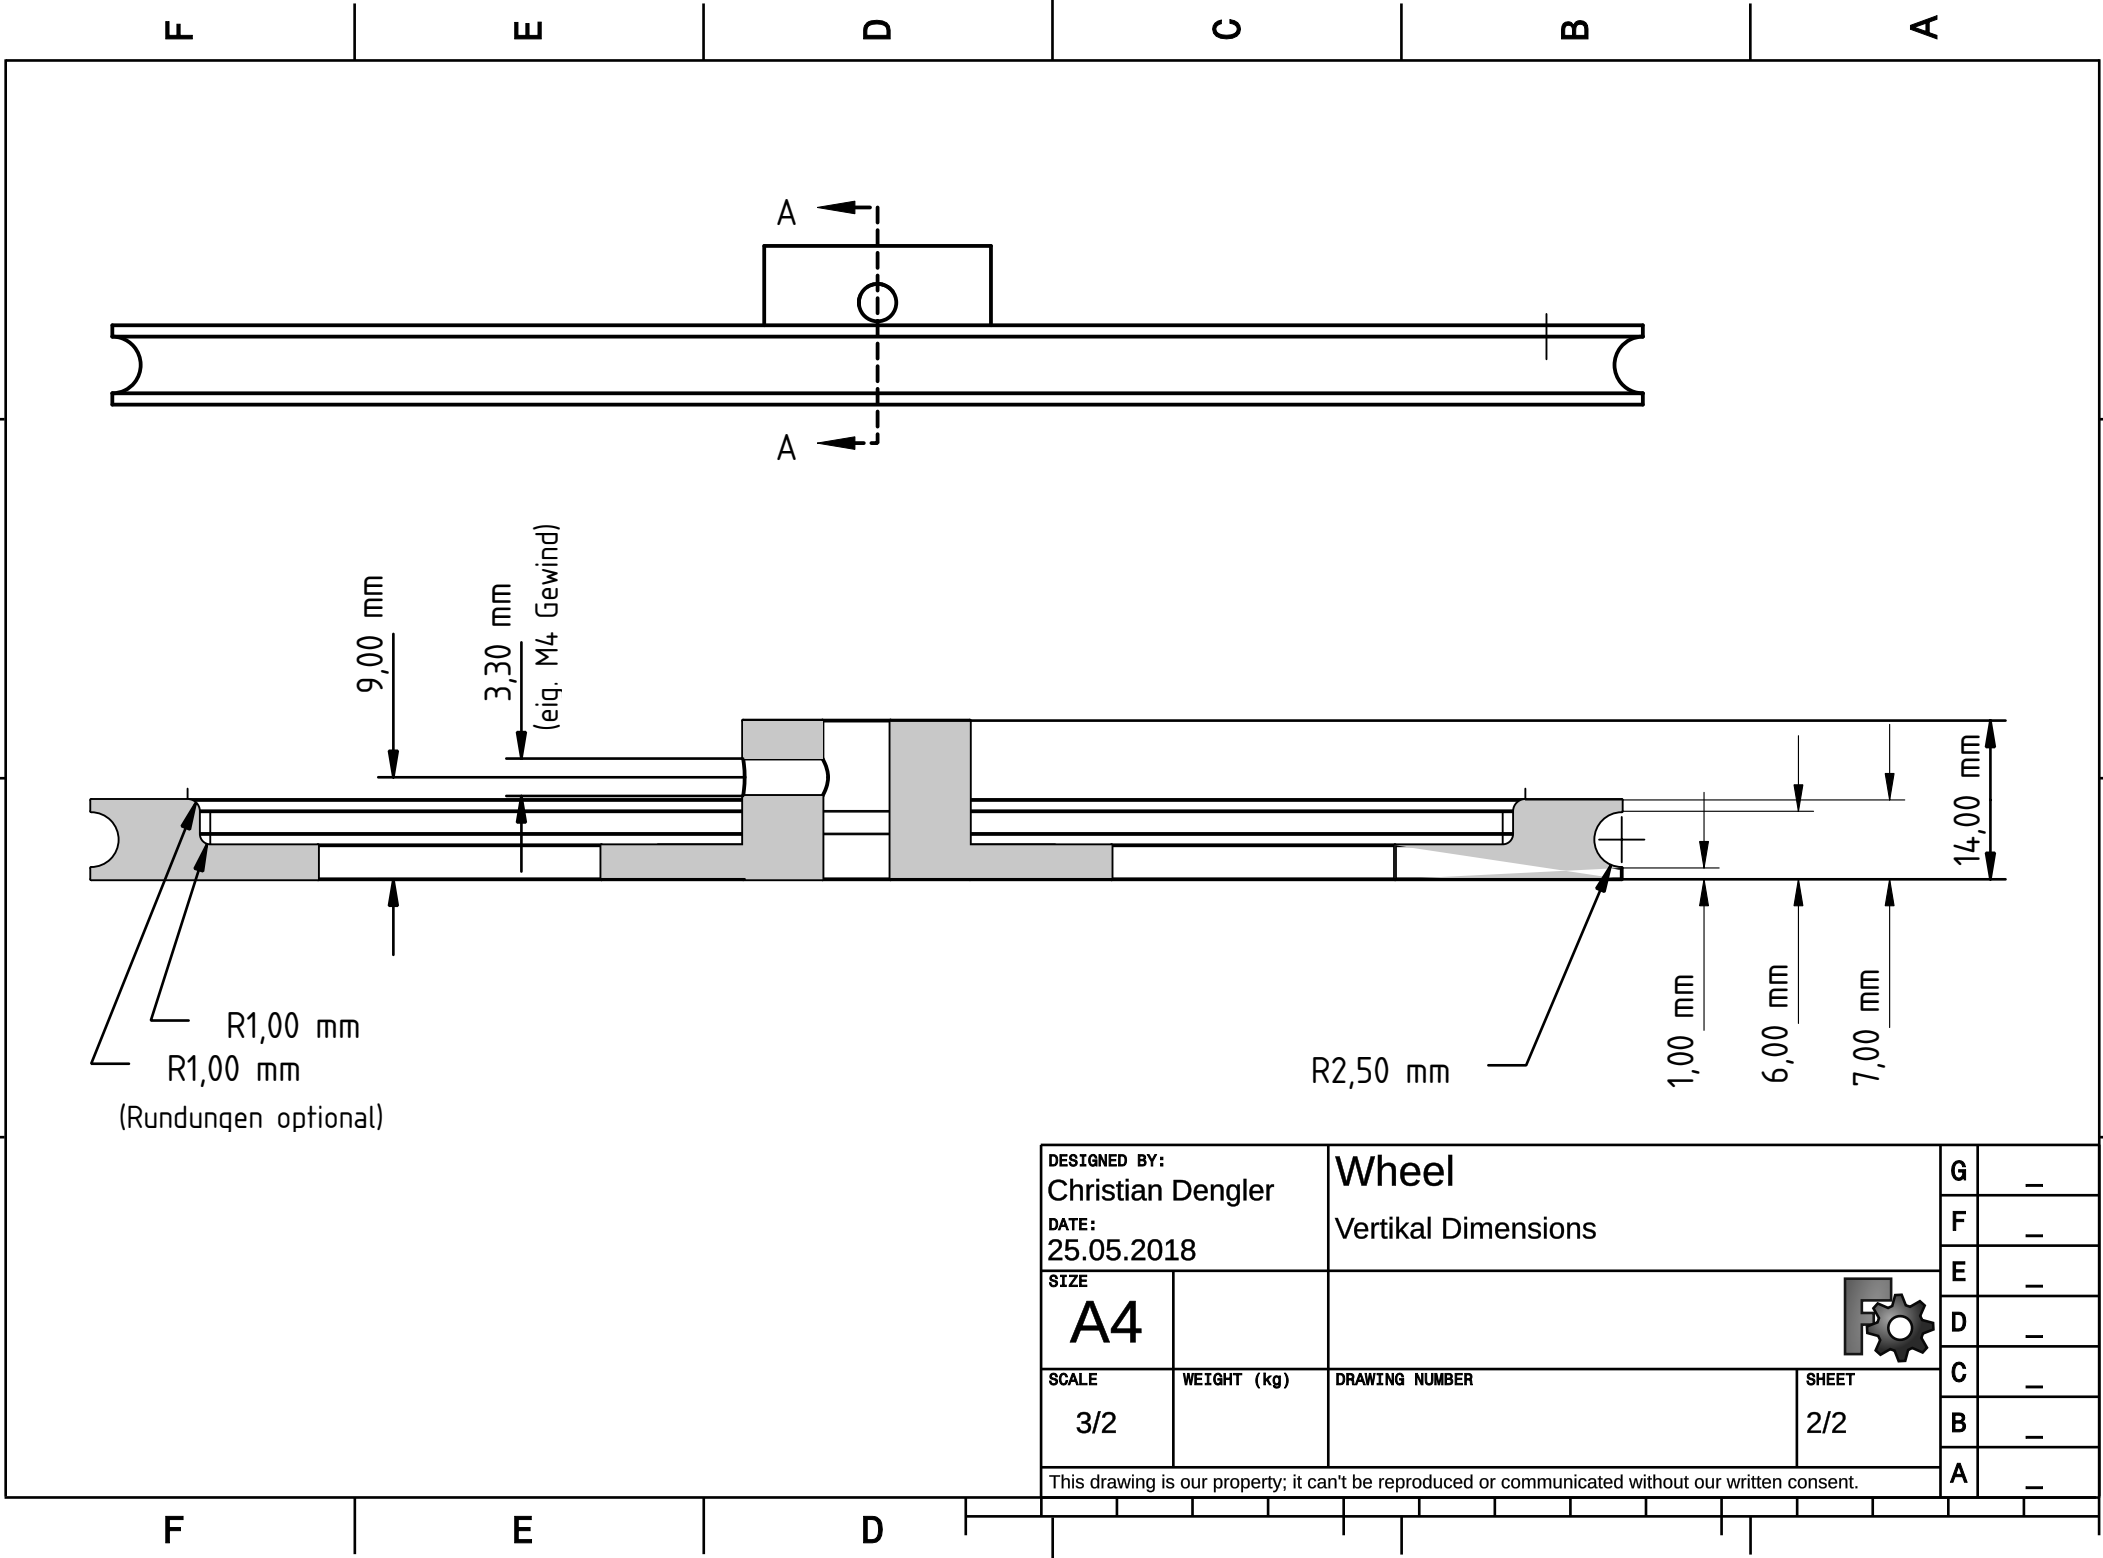 F E D C B A
A
A
9,00 mm
3,30 mm
(eig. M4 Gewind)
14,00 mm
R1,00 mm
R1,00 mm
(Rundungen optional)
R2,50 mm
1,00 mm
6,00 mm
7,00 mm
DESIGNED BY:
Christian Dengler
DATE:
25.05.2018
Wheel
Vertikal Dimensions
SIZE
A4
SCALE
3/2
WEIGHT (kg)
DRAWING NUMBER
SHEET
2/2
G _
F _
E _
D _
C _
B _
A _
This drawing is our property; it can't be reproduced or communicated without our written consent.
F E D